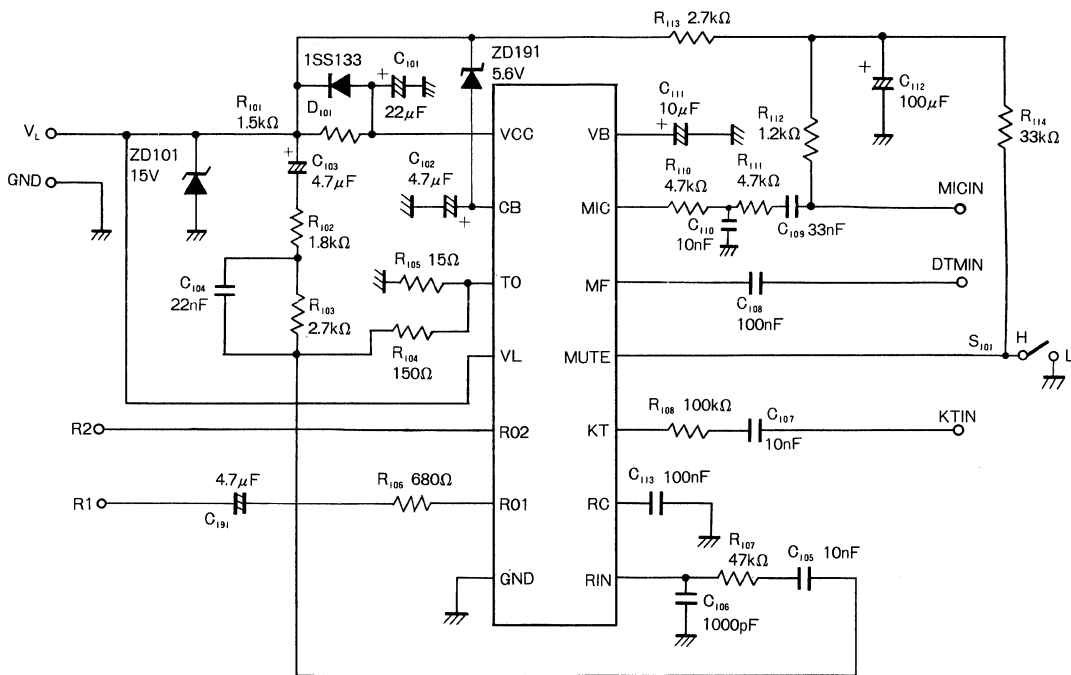 R113 2.7kΩ
ZD191
5.6V
1SS133
C101
22μF
D101
R101
1.5kΩ
C111
10μF
C112
100μF
R112
1.2kΩ
R114
33kΩ
VL
VCC
VB
ZD101
15V
C103
4.7μF
C102
4.7μF
R110
4.7kΩ
R111
4.7kΩ
GND
MICIN
CB
MIC
C110
10nF
C109 33nF
R102
1.8kΩ
R105 15Ω
DTMIN
TO
MF
C104
22nF
C108
100nF
R103
2.7kΩ
R104
150Ω
VL
MUTE
S101
H
L
R108 100kΩ
C107
10nF
KTIN
R2
RO2
KT
4.7μF
C191
R106 680Ω
C113 100nF
R1
RO1
RC
R107
47kΩ
C105 10nF
GND
RIN
C106
1000pF
+
+
+
+
+